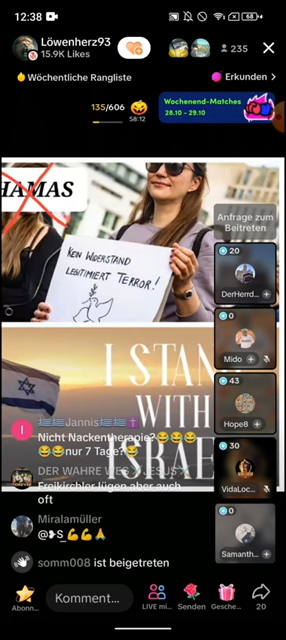 12:38
68
Löwenherz93
15.9K Likes
235
Wöchentliche Rangliste
Erkunden >
135/606
58:12
Wochenend-Matches
28.10 - 29.10
HAMAS
KEIN WIDERSTAND
LEGITIMIERT TERROR!
Anfrage zum
Beitreten
20
DerHerrd...
0
Mido
43
Hope8
30
VidaLoc...
0
Samanth...
I STAN
WITH
ISRAE
I
Jannis
Nicht Nackentherapie?😂😂😂
😂😂nur 7 Tage?😂
DER WAHRE WEG JESUS
Freikirchler lügen aber auch
oft
Miralamüller
@❥S 💪💪🙏
somm008 ist beigetreten
Abonn...
Komment...
LIVE mi...
Senden
Gesche...
20